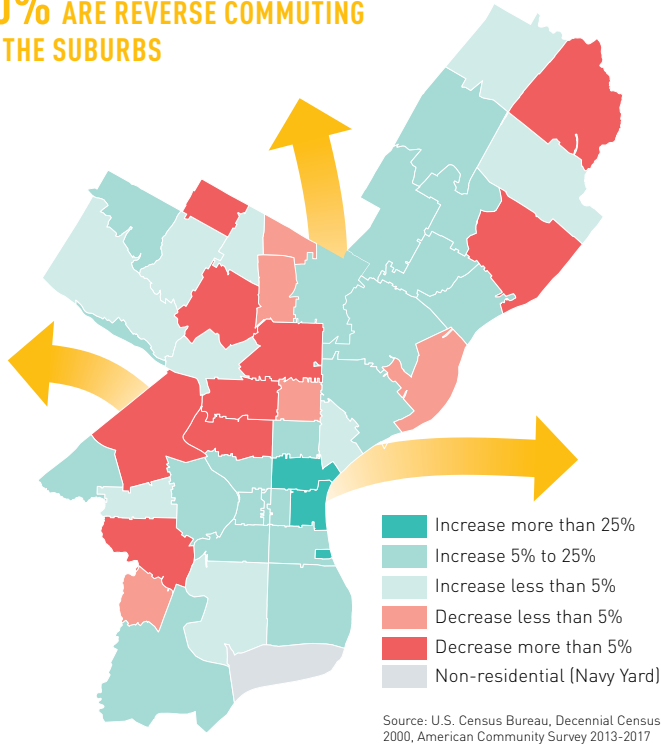 0% ARE REVERSE COMMUTING
THE SUBURBS
Increase more than 25%
Increase 5% to 25%
Increase less than 5%
Decrease less than 5%
Decrease more than 5%
Non-residential (Navy Yard)
Source: U.S. Census Bureau, Decennial Census
2000, American Community Survey 2013-2017